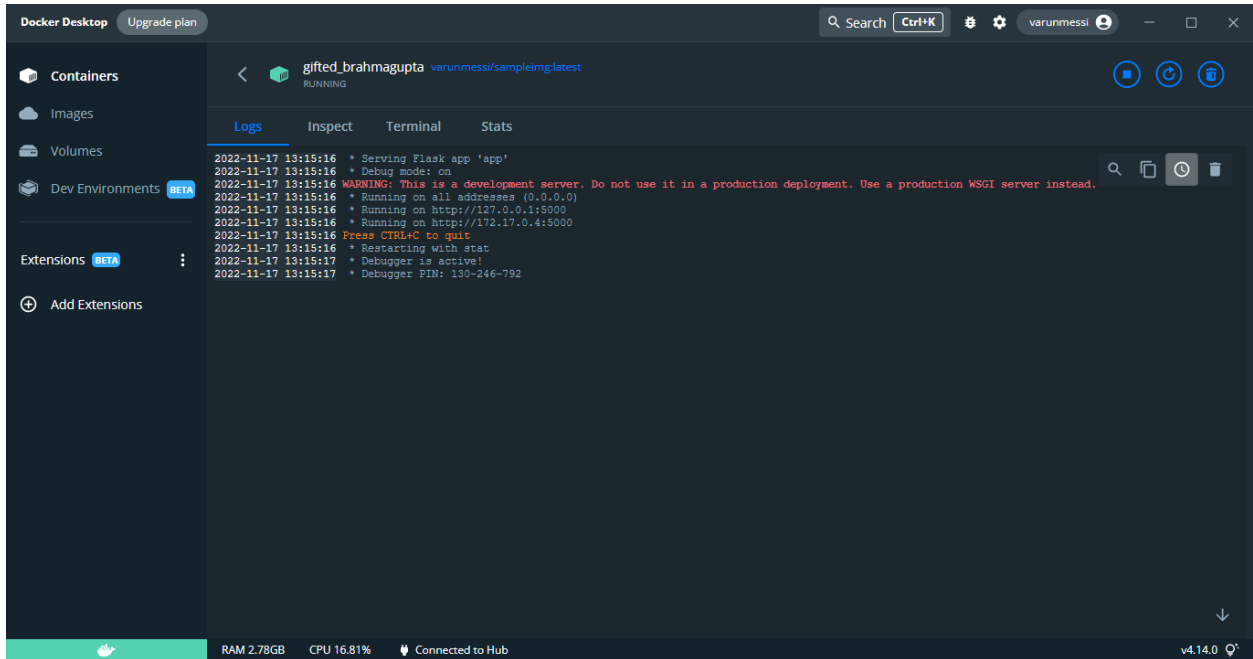 Docker Desktop Upgrade plan Search Ctrl+K varunmessi
Containers
Images
Volumes
Dev Environments BETA
Extensions BETA
Add Extensions
gifted_brahmagupta varunmessi/sampleimg:latest
RUNNING
Logs Inspect Terminal Stats
2022-11-17 13:15:16 * Serving Flask app 'app'
2022-11-17 13:15:16 * Debug mode: on
2022-11-17 13:15:16 WARNING: This is a development server. Do not use it in a production deployment. Use a production WSGI server instead.
2022-11-17 13:15:16 * Running on all addresses (0.0.0.0)
2022-11-17 13:15:16 * Running on http://127.0.0.1:5000
2022-11-17 13:15:16 * Running on http://172.17.0.4:5000
2022-11-17 13:15:16 Press CTRL+C to quit
2022-11-17 13:15:16 * Restarting with stat
2022-11-17 13:15:17 * Debugger is active!
2022-11-17 13:15:17 * Debugger PIN: 130-246-792
RAM 2.78GB CPU 16.81% Connected to Hub v4.14.0